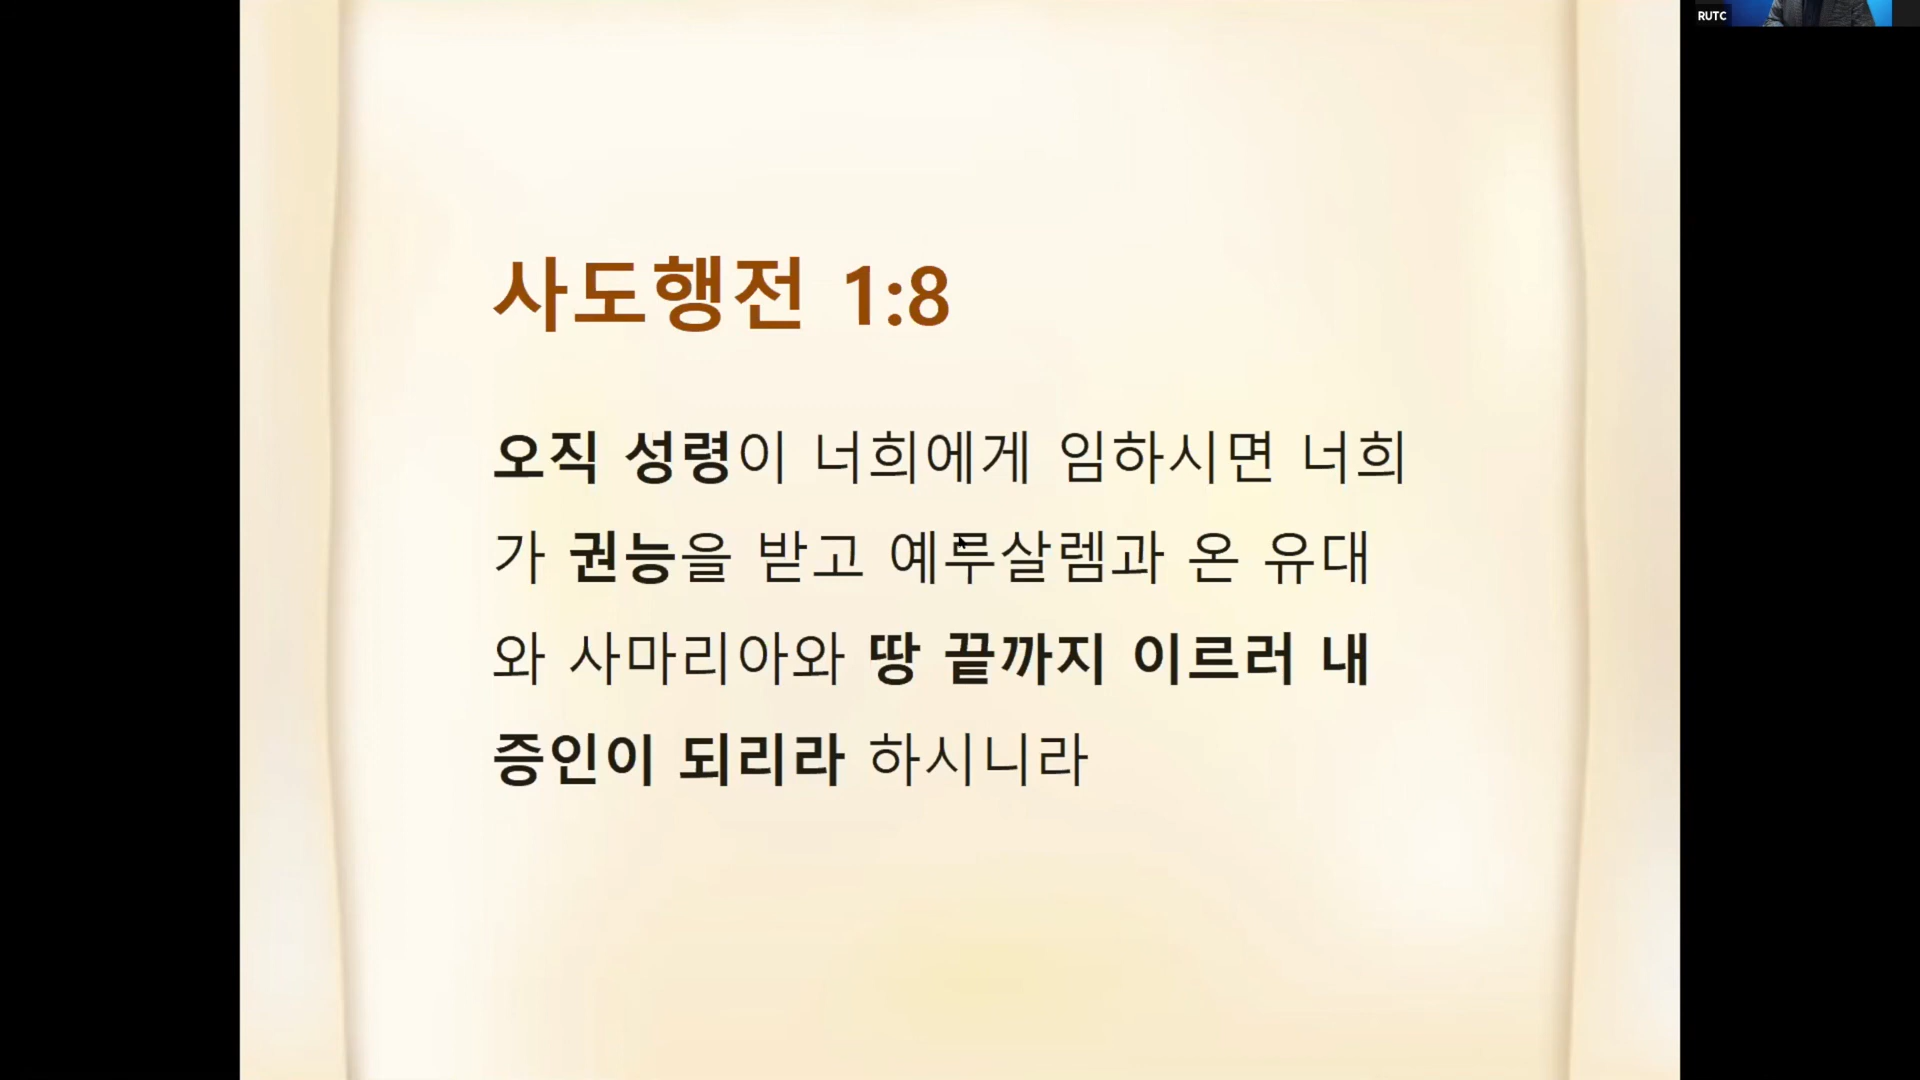 RUTC
사도행전 1:8
오직 성령이 너희에게 임하시면 너희
가 권능을 받고 예루살렘과 온 유대
와 사마리아와 땅 끝까지 이르러 내
증인이 되리라 하시니라